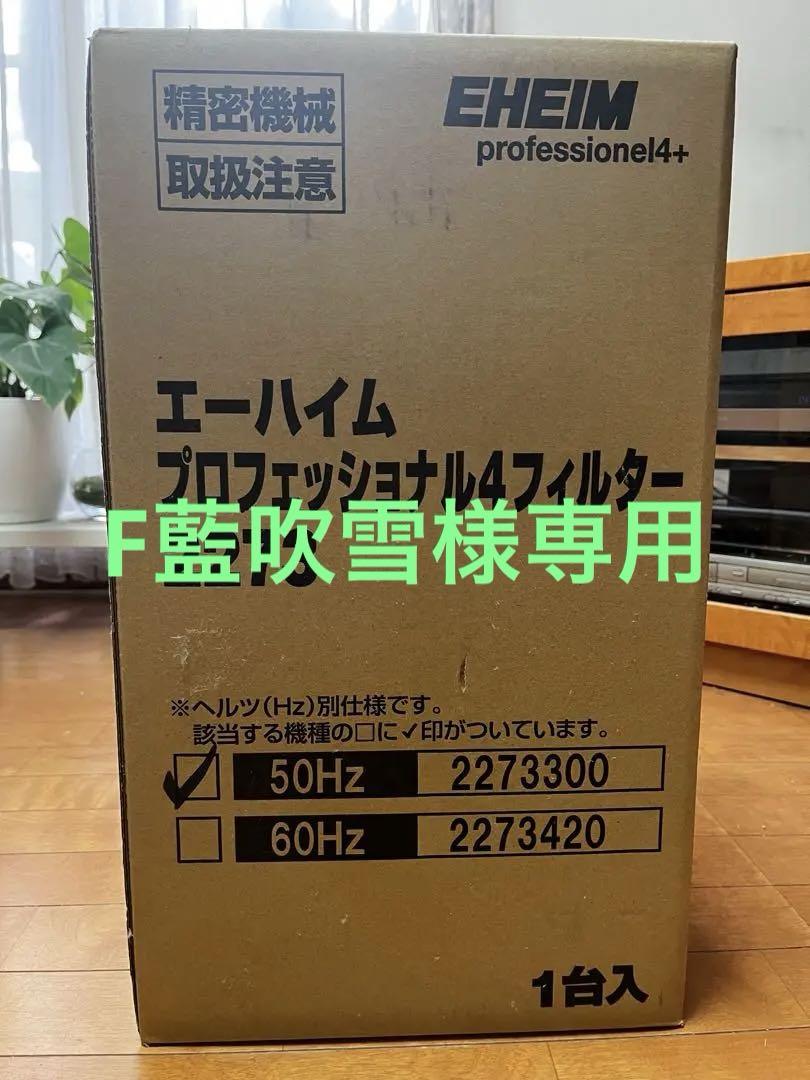 精密機械
取扱注意
EHEIM
professionel4+
エーハイム
プロフェッショナル4フィルター
2273
F藍吹雪様専用
※ヘルツ(Hz)別仕様です。
該当する機種の□に✓印がついています。
50Hz 2273300
60Hz 2273420
1台入